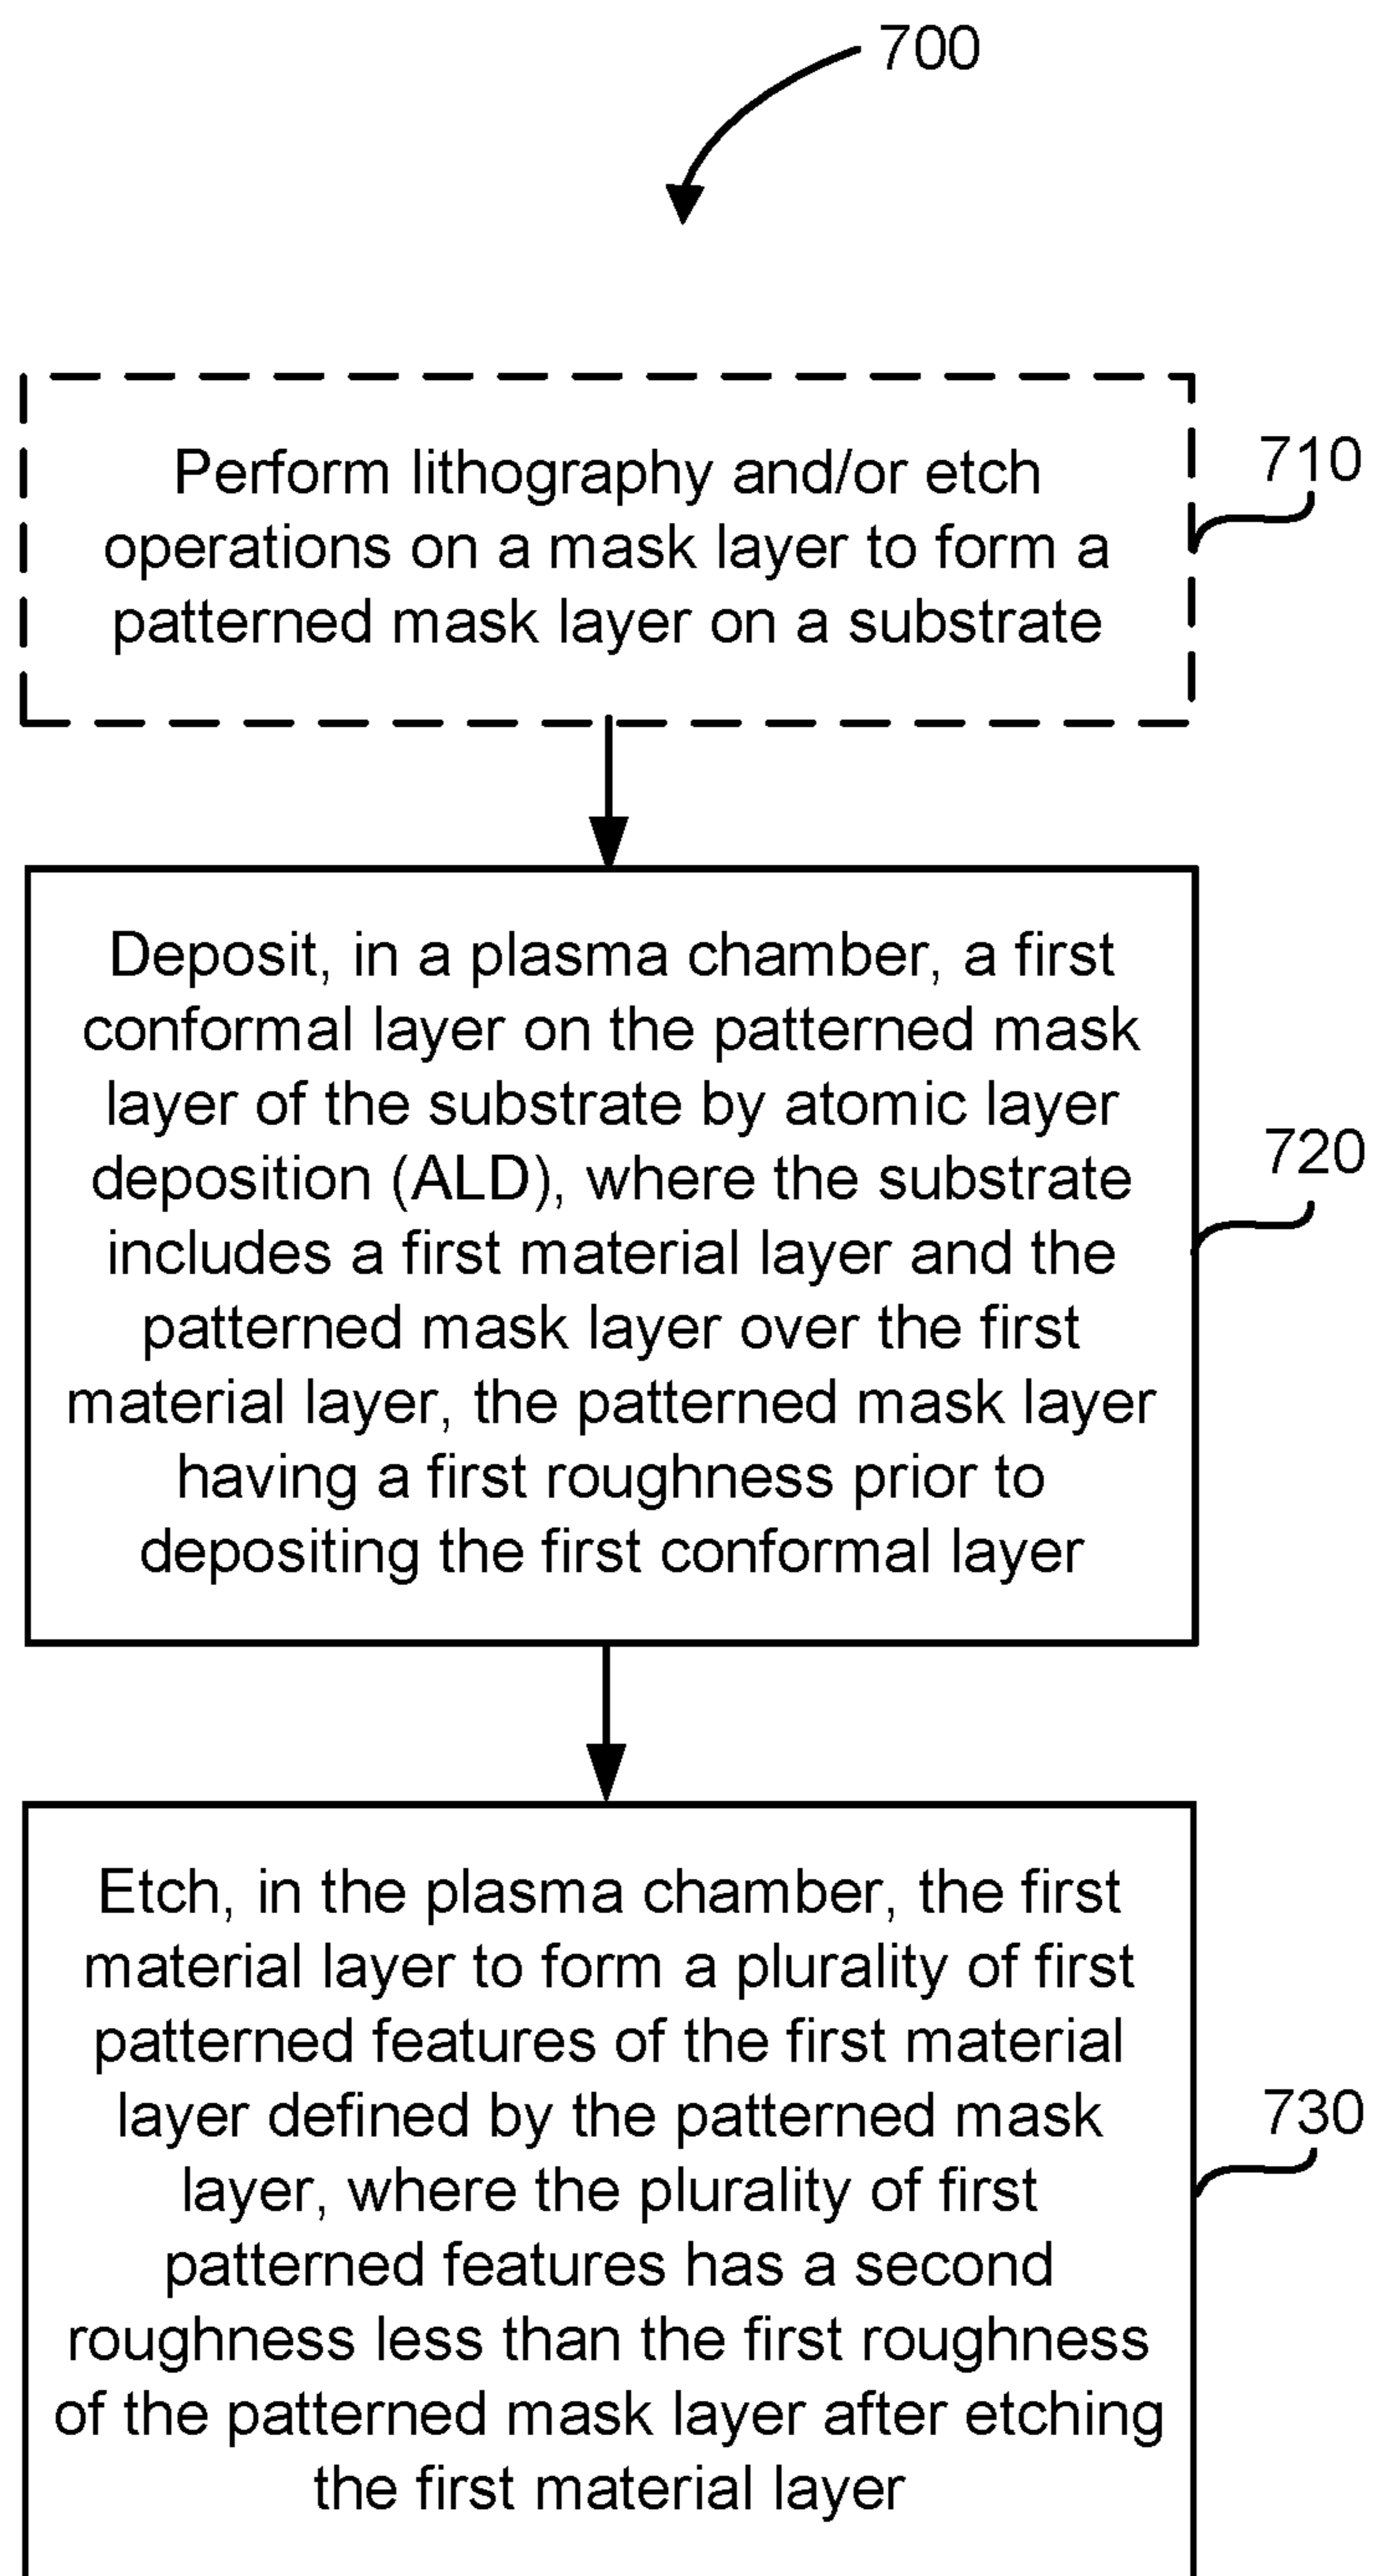 700
Perform lithography and/or etch
operations on a mask layer to form a
patterned mask layer on a substrate
710
Deposit, in a plasma chamber, a first
conformal layer on the patterned mask
layer of the substrate by atomic layer
deposition (ALD), where the substrate
includes a first material layer and the
patterned mask layer over the first
material layer, the patterned mask layer
having a first roughness prior to
depositing the first conformal layer
720
Etch, in the plasma chamber, the first
material layer to form a plurality of first
patterned features of the first material
layer defined by the patterned mask
layer, where the plurality of first
patterned features has a second
roughness less than the first roughness
of the patterned mask layer after etching
the first material layer
730